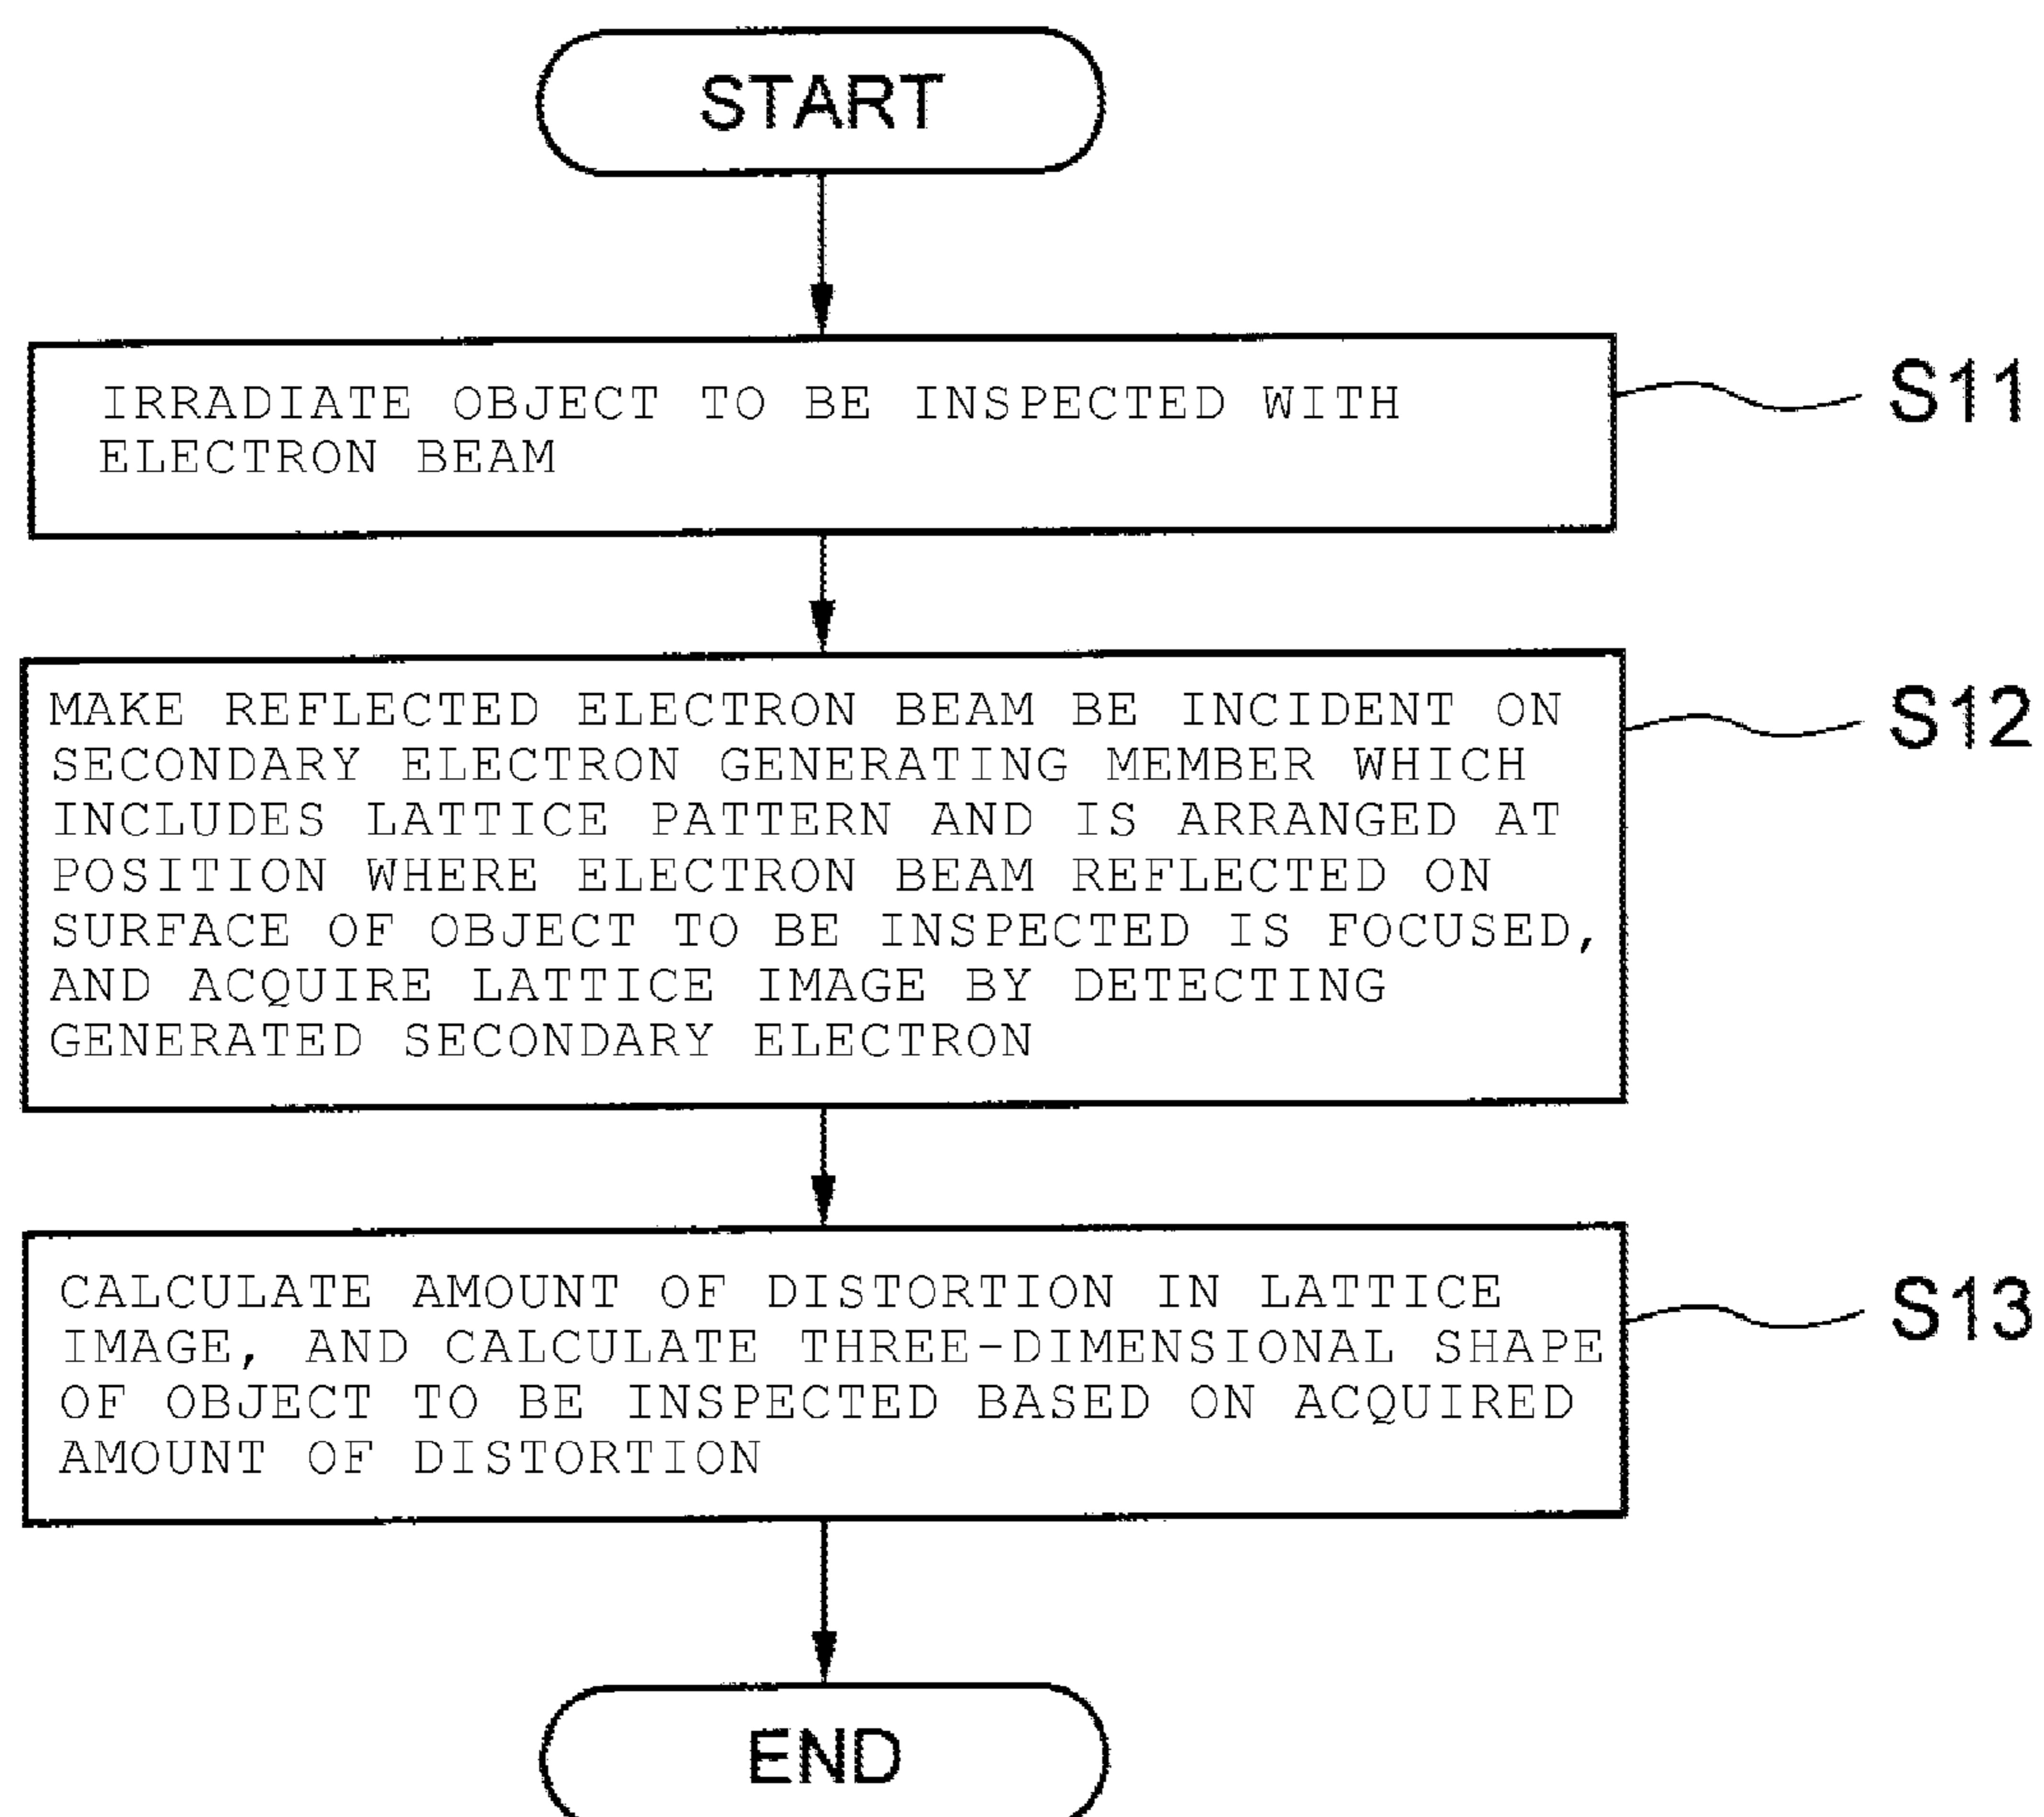 START
IRRADIATE OBJECT TO BE INSPECTED WITH
ELECTRON BEAM
S11
MAKE REFLECTED ELECTRON BEAM BE INCIDENT ON
SECONDARY ELECTRON GENERATING MEMBER WHICH
INCLUDES LATTICE PATTERN AND IS ARRANGED AT
POSITION WHERE ELECTRON BEAM REFLECTED ON
SURFACE OF OBJECT TO BE INSPECTED IS FOCUSED,
AND ACQUIRE LATTICE IMAGE BY DETECTING
GENERATED SECONDARY ELECTRON
S12
CALCULATE AMOUNT OF DISTORTION IN LATTICE
IMAGE, AND CALCULATE THREE-DIMENSIONAL SHAPE
OF OBJECT TO BE INSPECTED BASED ON ACQUIRED
AMOUNT OF DISTORTION
S13
END